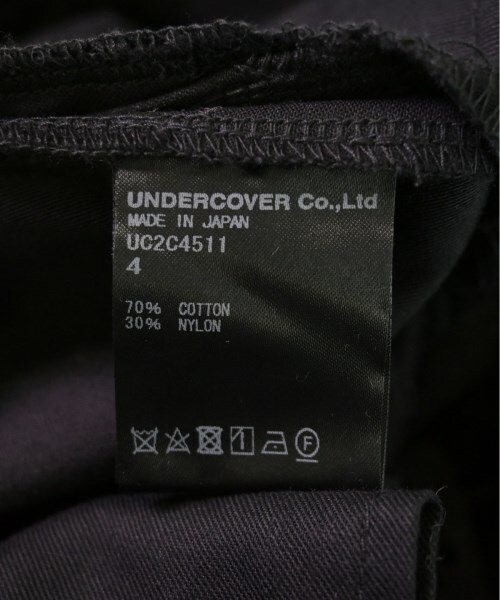 UNDERCOVER Co.,Ltd
MADE IN JAPAN
UC2C4511
4
70% COTTON
30% NYLON
F